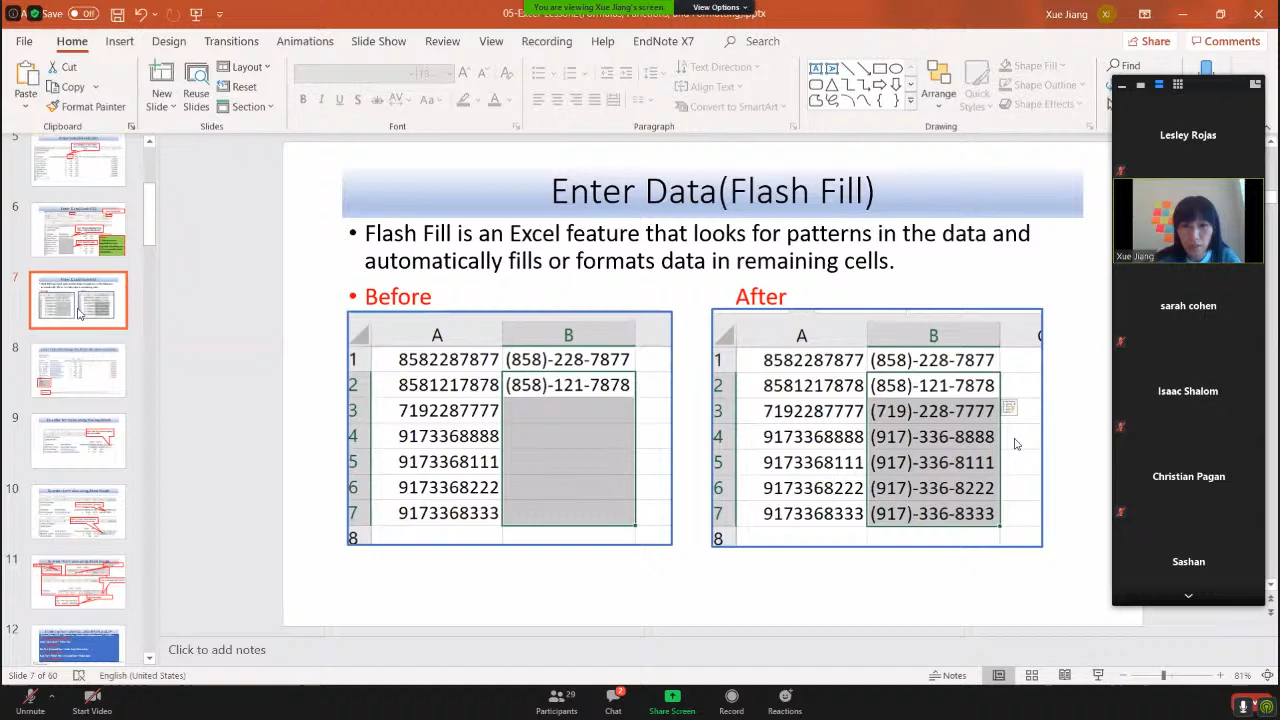 AutoSave Off
05-Excel Lesson2(Formulas, Functions, and Formatting).pptx
You are viewing Xue Jiang's screen
View Options
Xue Jiang
XJ
File Home Insert Design Transitions Animations Slide Show Review View Recording Help EndNote X7 Search
Share Comments
Paste
Cut
Copy
Format Painter
Clipboard
New Slide
Reuse Slides
Layout
Reset
Section
Slides
Font
Text Direction
Align Text
Convert to SmartArt
Paragraph
Arrange
Quick Styles
Shape Fill
Shape Outline
Shape Effects
Drawing
Find
5
6
7
8
9
10
11
12
Enter Data(Flash Fill)
Flash Fill is an Excel feature that looks for patterns in the data and
automatically fills or formats data in remaining cells.
Before
A B
1 8582287877 (858)-228-7877
2 8581217878 (858)-121-7878
3 7192287777
4 9173368888
5 9173368111
6 9173368222
7 9173368333
8
After
A B
1 8582287877 (858)-228-7877
2 8581217878 (858)-121-7878
3 7192287777 (719)-228-7777
4 9173368888 (917)-336-8888
5 9173368111 (917)-336-8111
6 9173368222 (917)-336-8222
7 9173368333 (917)-336-8333
8
Lesley Rojas
Xue Jiang
sarah cohen
Isaac Shalom
Christian Pagan
Sashan
Click to add notes
Slide 7 of 60 English (United States)
Notes
81%
Unmute
Start Video
Participants 29
Chat 2
Share Screen
Record
Reactions